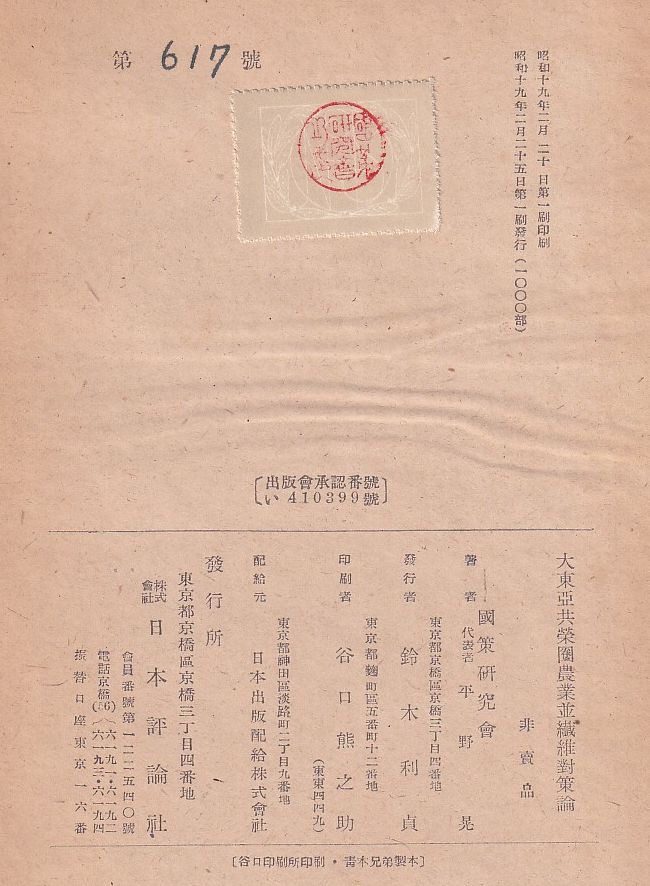 第 617 號
昭和十九年二月 二十 日第一刷印刷
昭和十九年二月二十五日第一刷發行(一〇〇〇部)
出版會承認番號
い 410399 號
大東亞共榮圏農業並纎維對策論
非賣品
著者
國策研究會
代表者 平野 晃
東京都京橋區京橋三丁目四番地
發行者 鈴木利貞
東京都麴町區五番町十二番地
印刷者 谷口熊之助
(東東四四九)
東京都神田區淡路町二丁目九番地
配給元 日本出版配給株式會社
發行所
東京都京橋區京橋三丁目四番地
株式會社 日本評論社
會員番號第一二二五四〇號
電話京橋(56)(六一九一・六一九二 六一九三・六一九四
振替口座東京一六番
〔谷口印刷所印刷・靑木兄弟製本〕